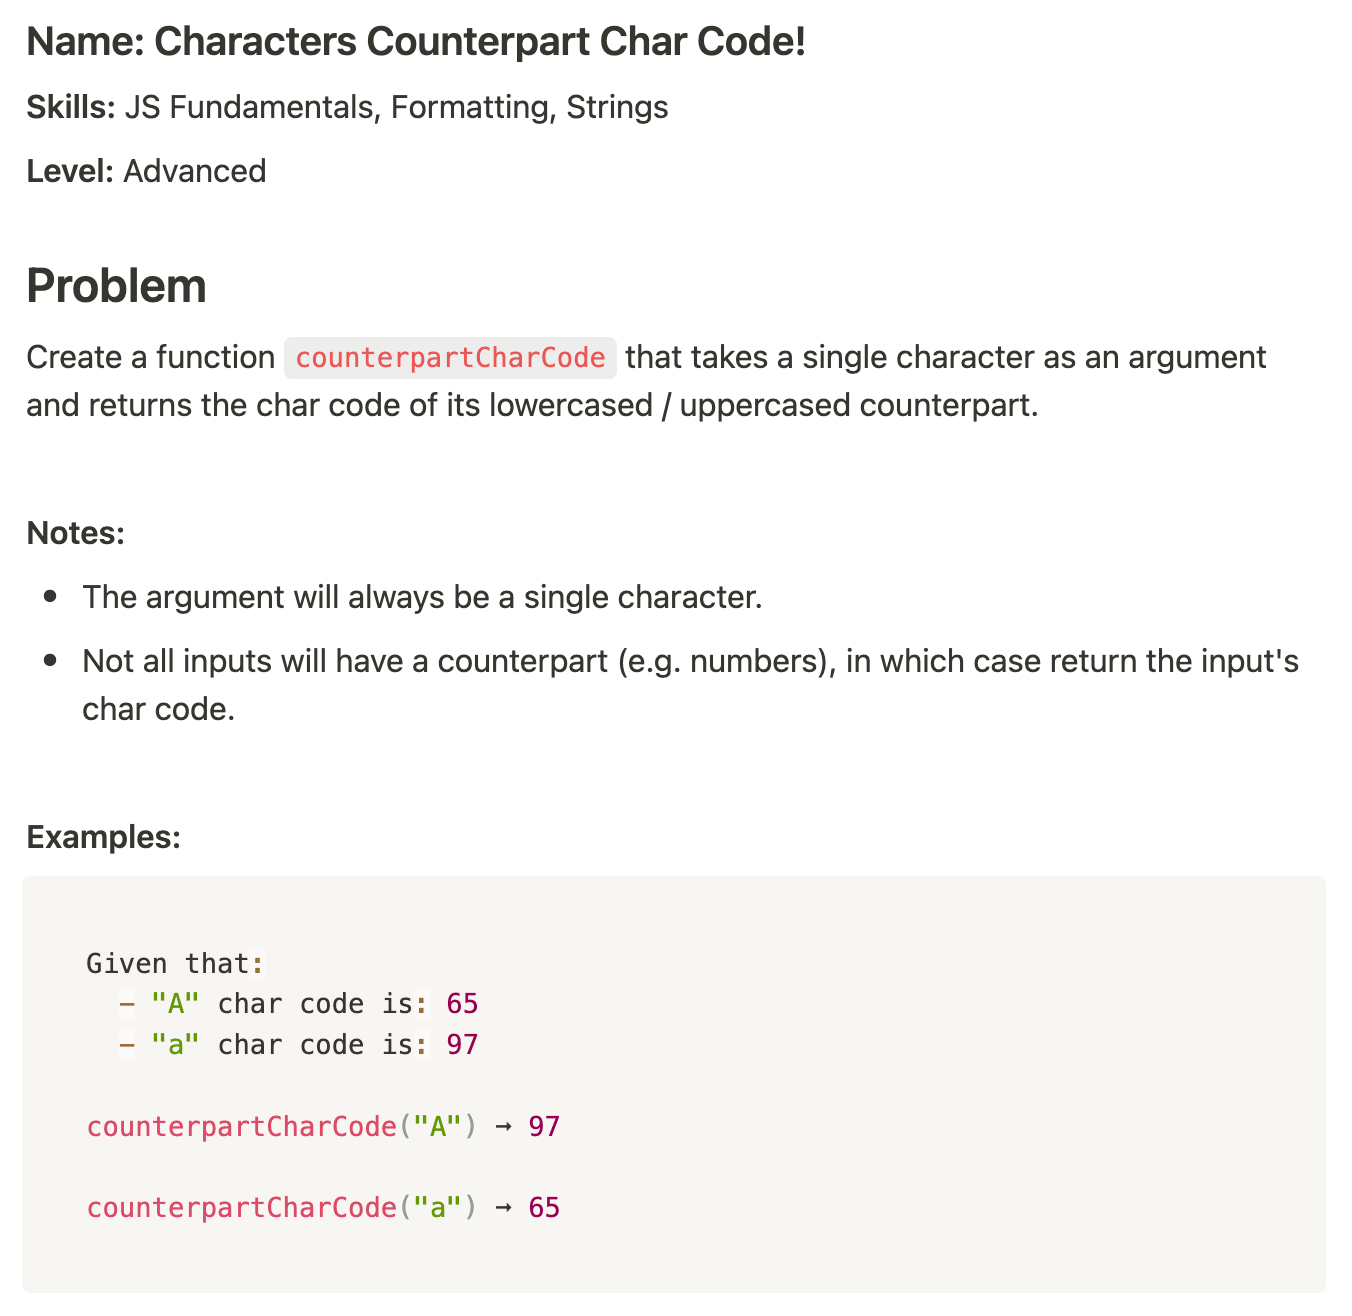 Name: Characters Counterpart Char Code!
Skills: JS Fundamentals, Formatting, Strings
Level: Advanced
Problem
Create a function counterpartCharCode that takes a single character as an argument
and returns the char code of its lowercased / uppercased counterpart.
Notes:
• The argument will always be a single character.
• Not all inputs will have a counterpart (e.g. numbers), in which case return the input's
char code.
Examples:
Given that:
– "A" char code is: 65
– "a" char code is: 97
counterpartCharCode("A") → 97
counterpartCharCode("a") → 65